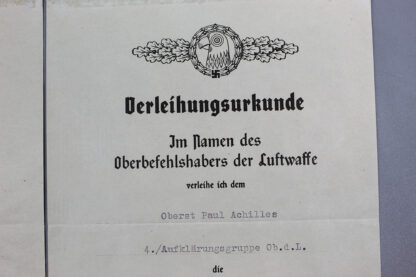 Verleihungsurkunde
Im Namen des
Oberbefehlshabers der Luftwaffe
verleihe ich dem
Oberst Paul Achilles
4./Aufklärungsgruppe Ob.d.L.
die